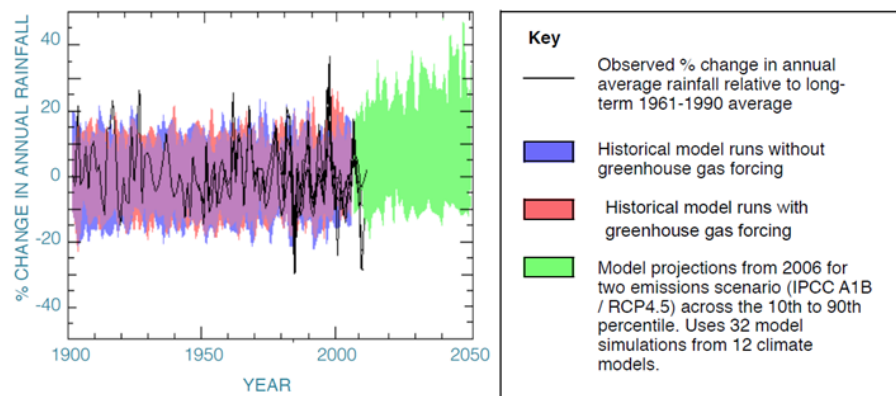 % CHANGE IN ANNUAL RAINFALL
40
20
0
-20
-40
1900
1950
2000
2050
YEAR
Key
Observed % change in annual
average rainfall relative to long-
term 1961-1990 average
Historical model runs without
greenhouse gas forcing
Historical model runs with
greenhouse gas forcing
Model projections from 2006 for
two emissions scenario (IPCC A1B
/ RCP4.5) across the 10th to 90th
percentile. Uses 32 model
simulations from 12 climate
models.